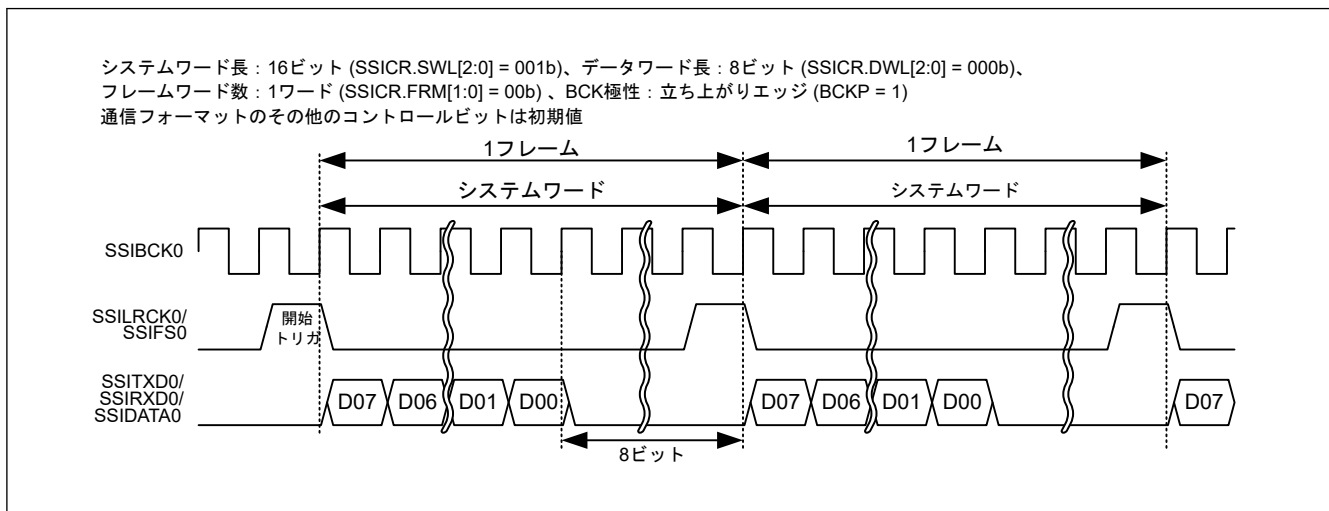 システムワード長：16ビット (SSICR.SWL[2:0] = 001b)、データワード長：8ビット (SSICR.DWL[2:0] = 000b)、
フレームワード数：1ワード (SSICR.FRM[1:0] = 00b) 、BCK極性：立ち上がりエッジ (BCKP = 1)
通信フォーマットのその他のコントロールビットは初期値
1フレーム 1フレーム
システムワード システムワード
SSIBCK0
SSILRCK0/
SSIFS0
開始
トリガ
SSITXD0/
SSIRXD0/
SSIDATA0
D07 D06 D01 D00 D07 D06 D01 D00 D07
8ビット